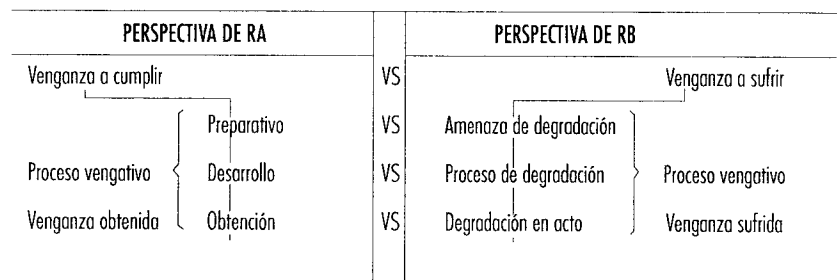 PERSPECTIVA DE RA PERSPECTIVA DE RB
Venganza a cumplir VS Venganza a sufrir
Preparativo VS Amenaza de degradación
Proceso vengativo Desarrollo VS Proceso de degradación Proceso vengativo
Venganza obtenida Obtención VS Degradación en acto Venganza sufrida